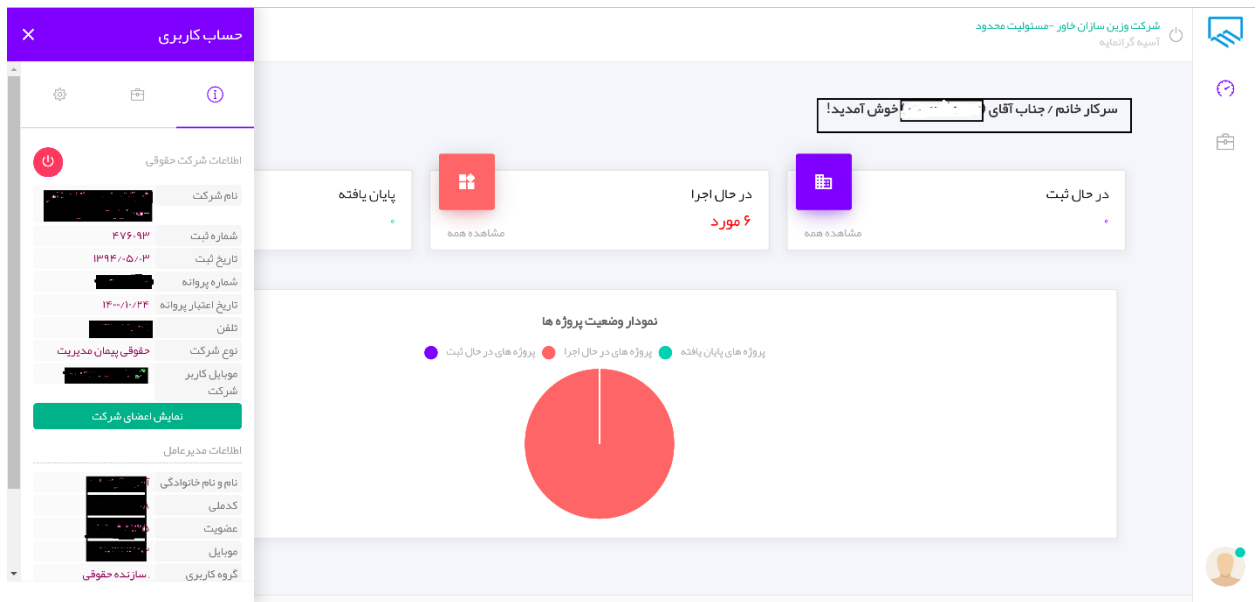 شرکت وزین سازان خاور -مسئولیت محدود
آسیه گرانمایه
سرکار خانم / جناب آقای ( ) خوش آمدید!
در حال ثبت
۰
مشاهده همه
در حال اجرا
۶ مورد
مشاهده همه
پایان یافته
۰
نمودار وضعیت پروژه ها
پروژه های پایان یافته پروژه های در حال اجرا پروژه های در حال ثبت
حساب کاربری
اطلاعات شرکت حقوقی
نام شرکت
شماره ثبت ۴۷۶۰۹۳
تاریخ ثبت ۱۳۹۴/۰۵/۰۳
شماره پروانه
تاریخ اعتبار پروانه ۱۴۰۰/۱۰/۲۴
تلفن
نوع شرکت حقوقی پیمان مدیریت
موبایل کاربر
شرکت
نمایش اعضای شرکت
اطلاعات مدیرعامل
نام و نام خانوادگی
کدملی
عضویت
موبایل
گروه کاربری .سازنده حقوقی